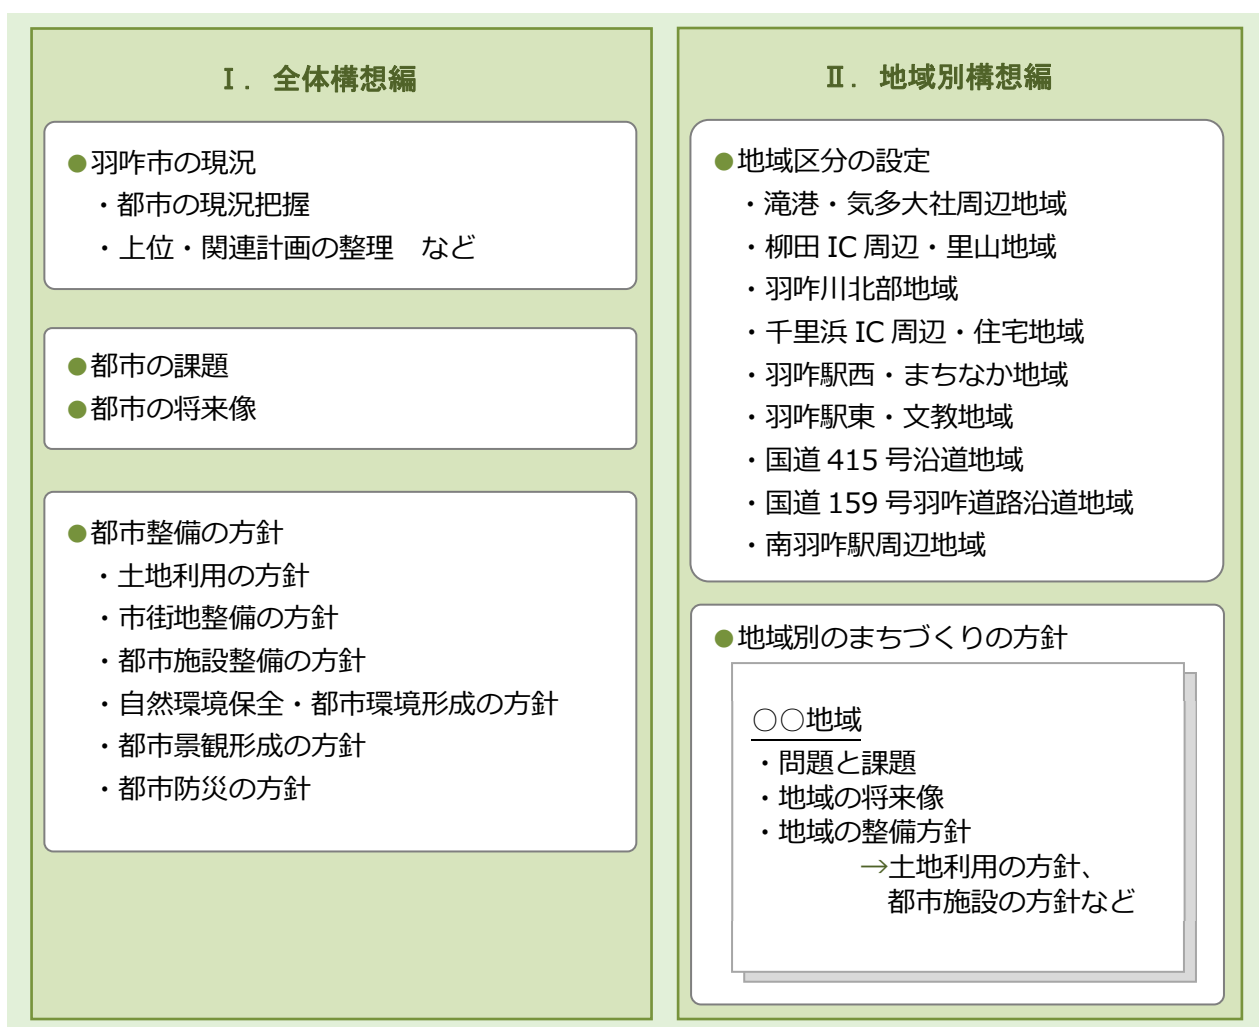 Ⅰ．全体構想編
●羽咋市の現況
・都市の現況把握
・上位・関連計画の整理　など
●都市の課題
●都市の将来像
●都市整備の方針
・土地利用の方針
・市街地整備の方針
・都市施設整備の方針
・自然環境保全・都市環境形成の方針
・都市景観形成の方針
・都市防災の方針
Ⅱ．地域別構想編
●地域区分の設定
・滝港・気多大社周辺地域
・柳田 IC 周辺・里山地域
・羽咋川北部地域
・千里浜 IC 周辺・住宅地域
・羽咋駅西・まちなか地域
・羽咋駅東・文教地域
・国道 415 号沿道地域
・国道 159 号羽咋道路沿道地域
・南羽咋駅周辺地域
●地域別のまちづくりの方針
○○地域
・問題と課題
・地域の将来像
・地域の整備方針
→土地利用の方針、
都市施設の方針など